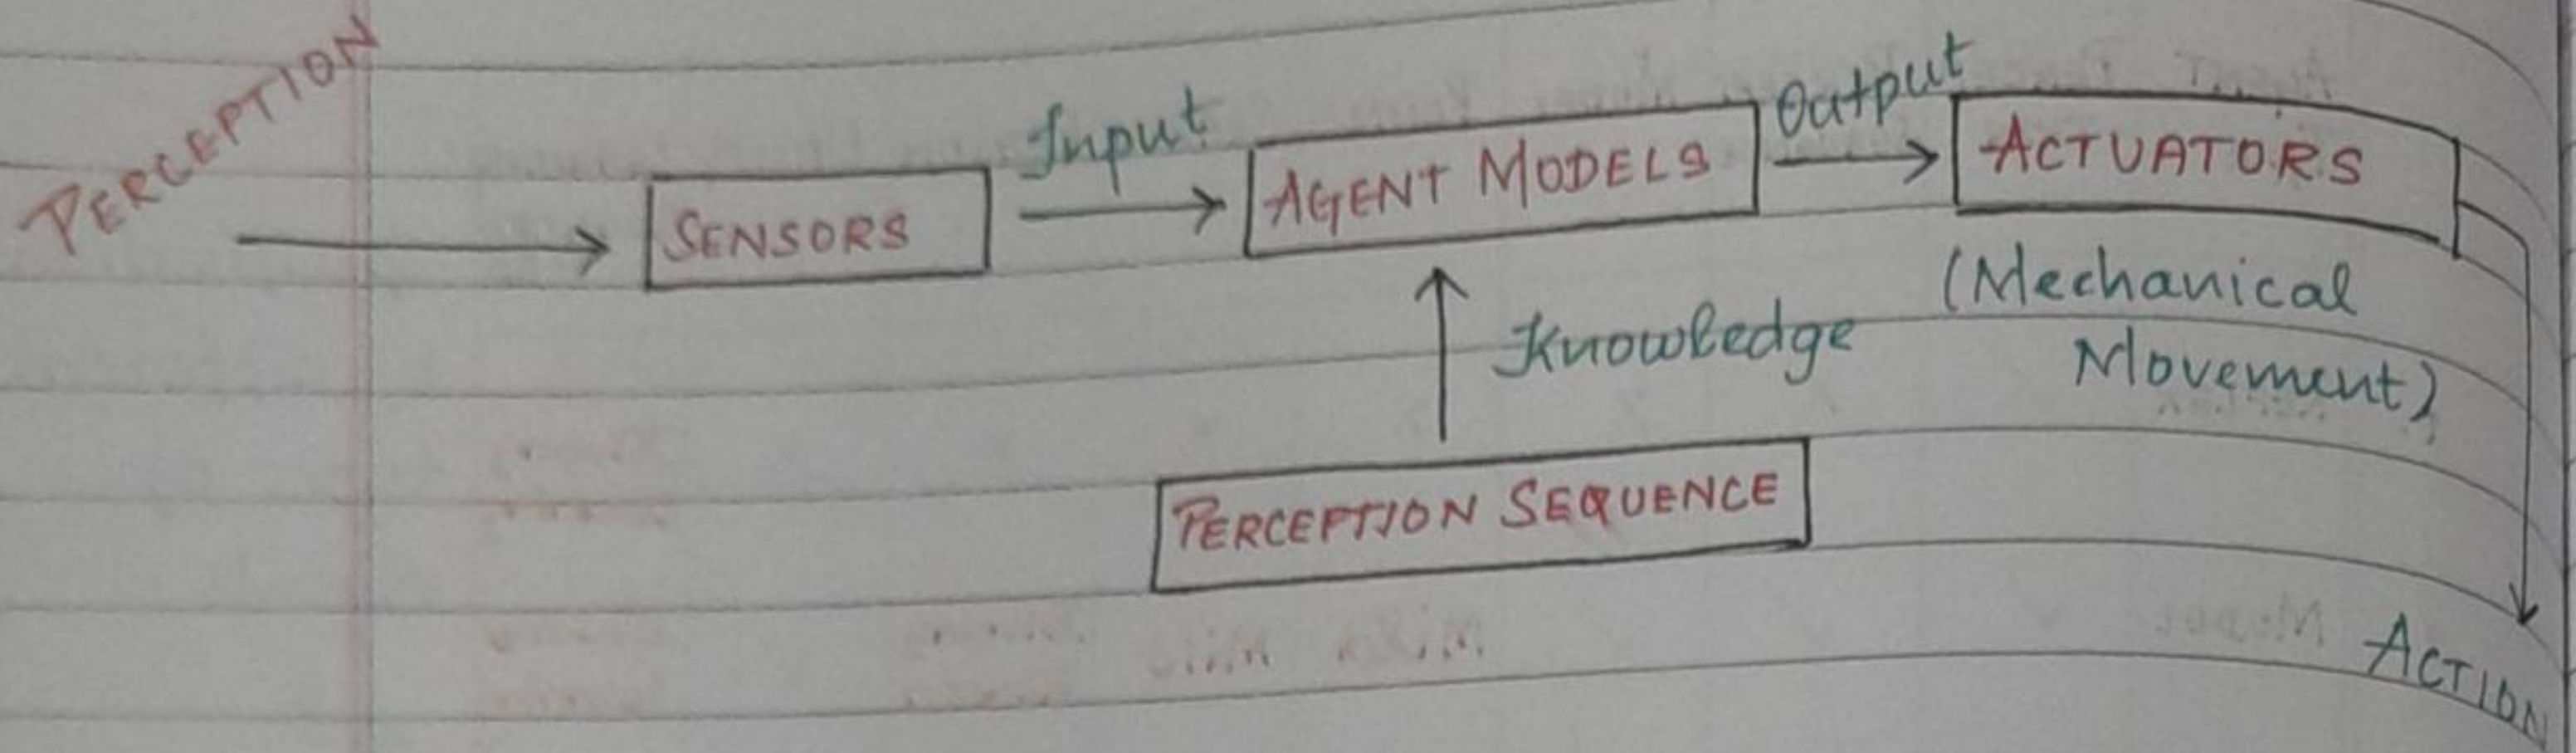 PERCEPTION
SENSORS
Input
AGENT MODELS
Output
ACTUATORS
(Mechanical
Movement)
Knowledge
PERCEPTION SEQUENCE
ACTION